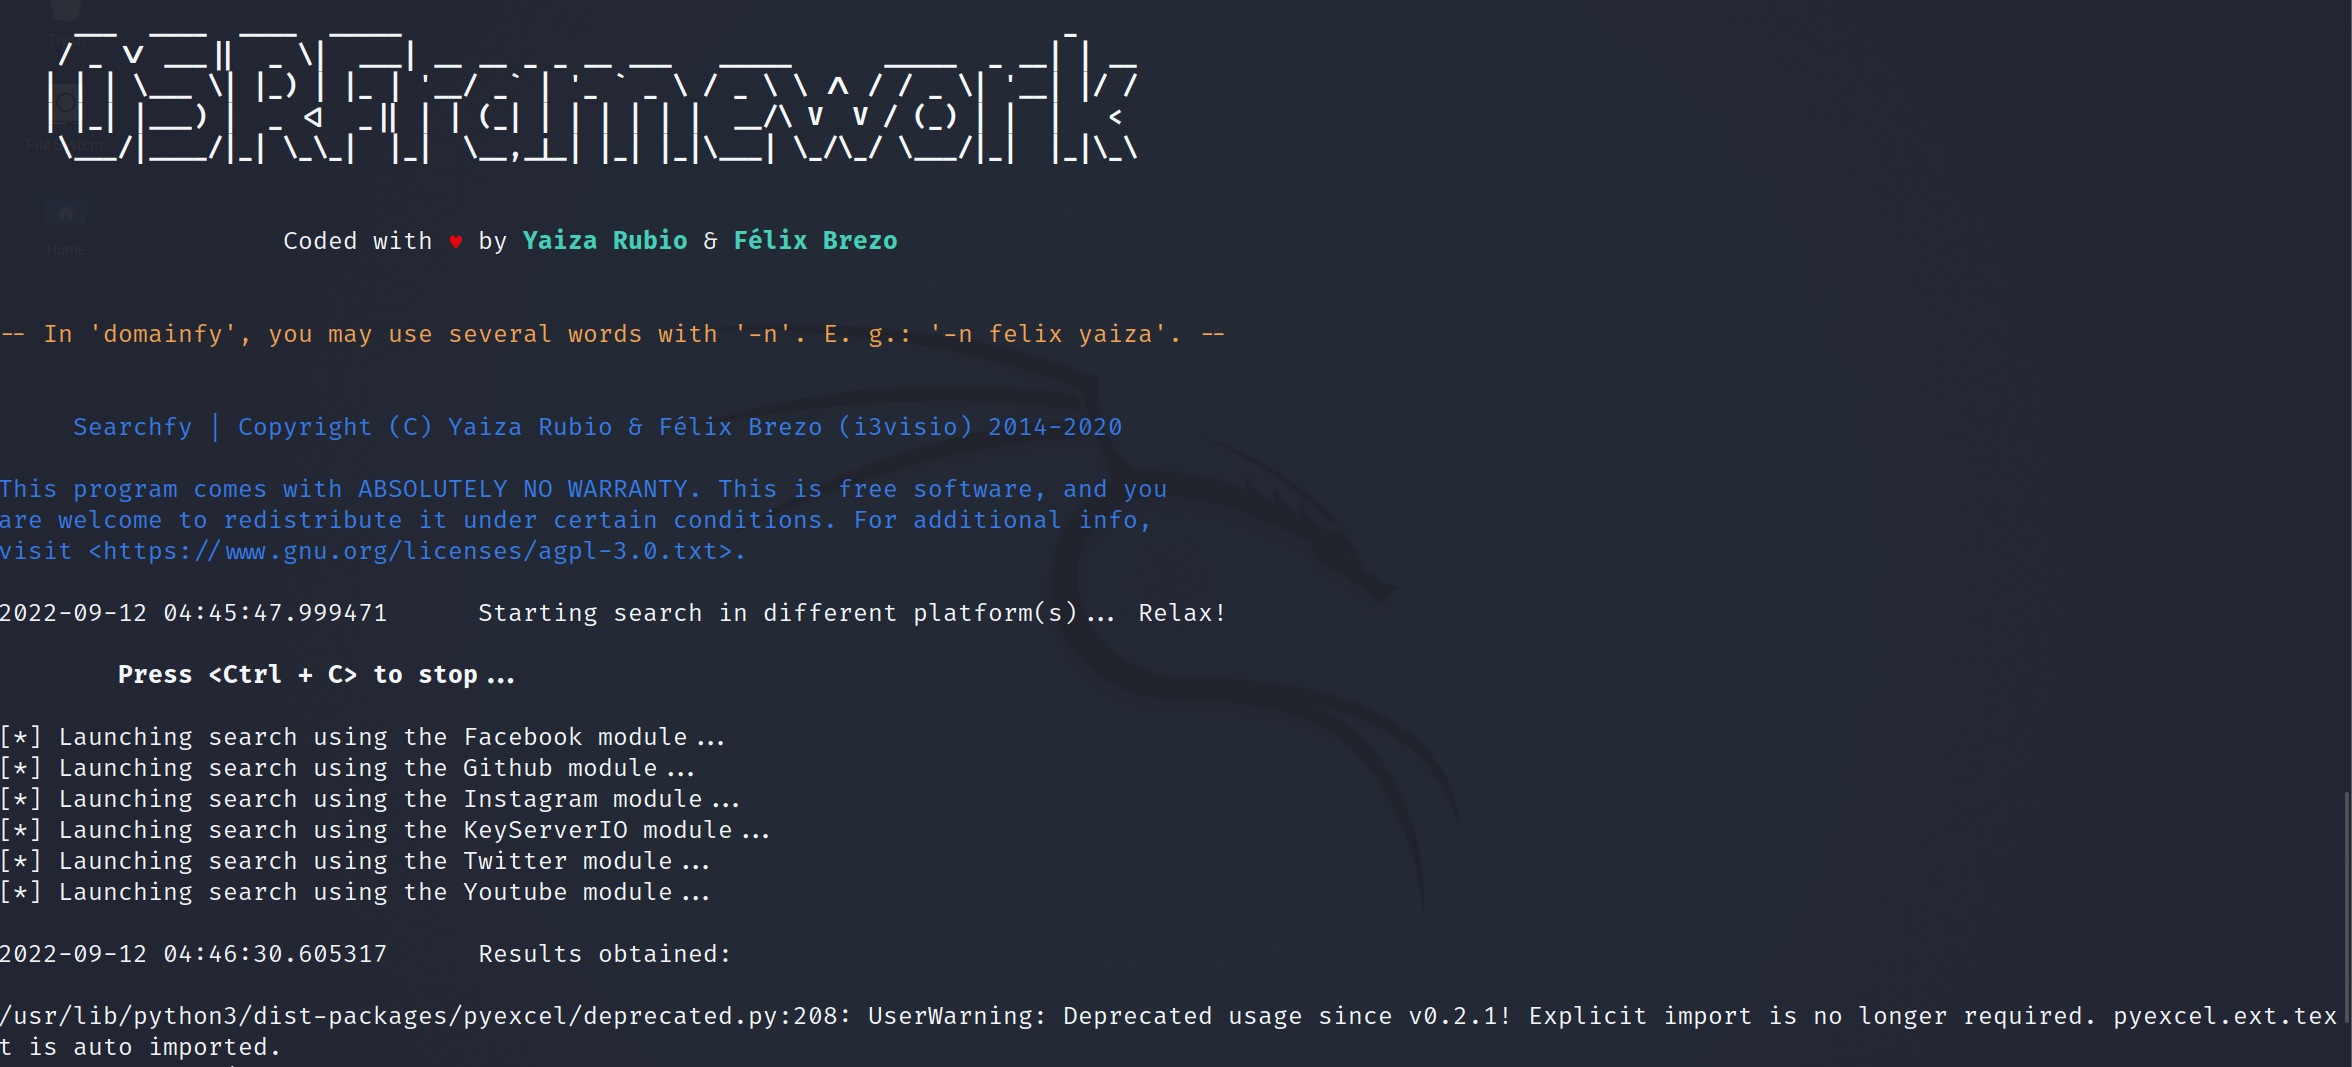 OSRFramework
Coded with ♥ by Yaiza Rubio & Félix Brezo
-- In 'domainfy', you may use several words with '-n'. E. g.: '-n felix yaiza'. --
Searchfy | Copyright (C) Yaiza Rubio & Félix Brezo (i3visio) 2014-2020
This program comes with ABSOLUTELY NO WARRANTY. This is free software, and you
are welcome to redistribute it under certain conditions. For additional info,
visit <https://www.gnu.org/licenses/agpl-3.0.txt>.
2022-09-12 04:45:47.999471 Starting search in different platform(s)... Relax!
Press <Ctrl + C> to stop...
[*] Launching search using the Facebook module...
[*] Launching search using the Github module...
[*] Launching search using the Instagram module...
[*] Launching search using the KeyServerIO module...
[*] Launching search using the Twitter module...
[*] Launching search using the Youtube module...
2022-09-12 04:46:30.605317 Results obtained:
/usr/lib/python3/dist-packages/pyexcel/deprecated.py:208: UserWarning: Deprecated usage since v0.2.1! Explicit import is no longer required. pyexcel.ext.tex
t is auto imported.
Trash
File System
Home